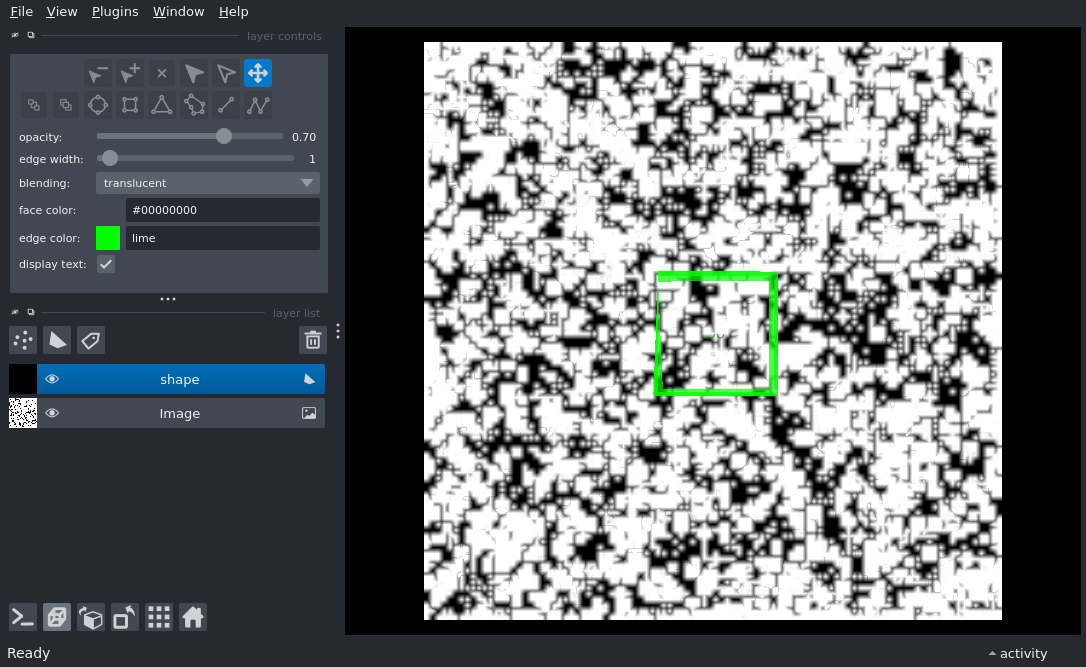 File View Plugins Window Help
layer controls
opacity: 0.70
edge width: 1
blending: translucent
face color: #00000000
edge color: lime
display text:
layer list
shape
Image
Ready
activity